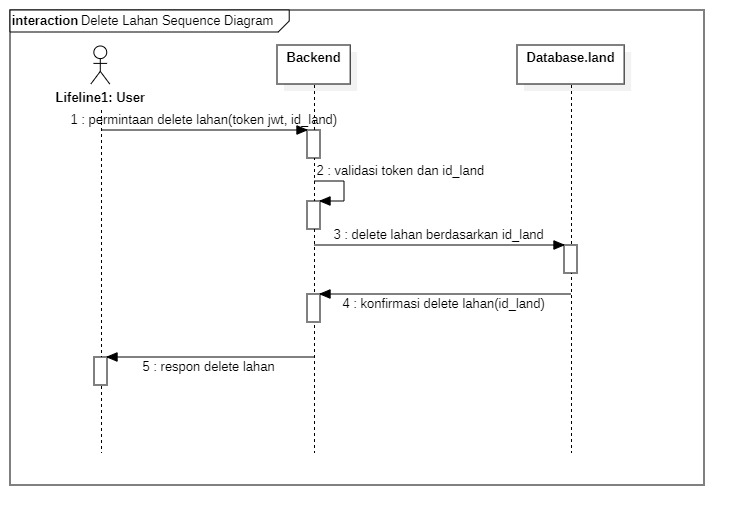 interaction Delete Lahan Sequence Diagram
Backend
Database.land
Lifeline1: User
1 : permintaan delete lahan(token jwt, id_land)
2 : validasi token dan id_land
3 : delete lahan berdasarkan id_land
4 : konfirmasi delete lahan(id_land)
5 : respon delete lahan